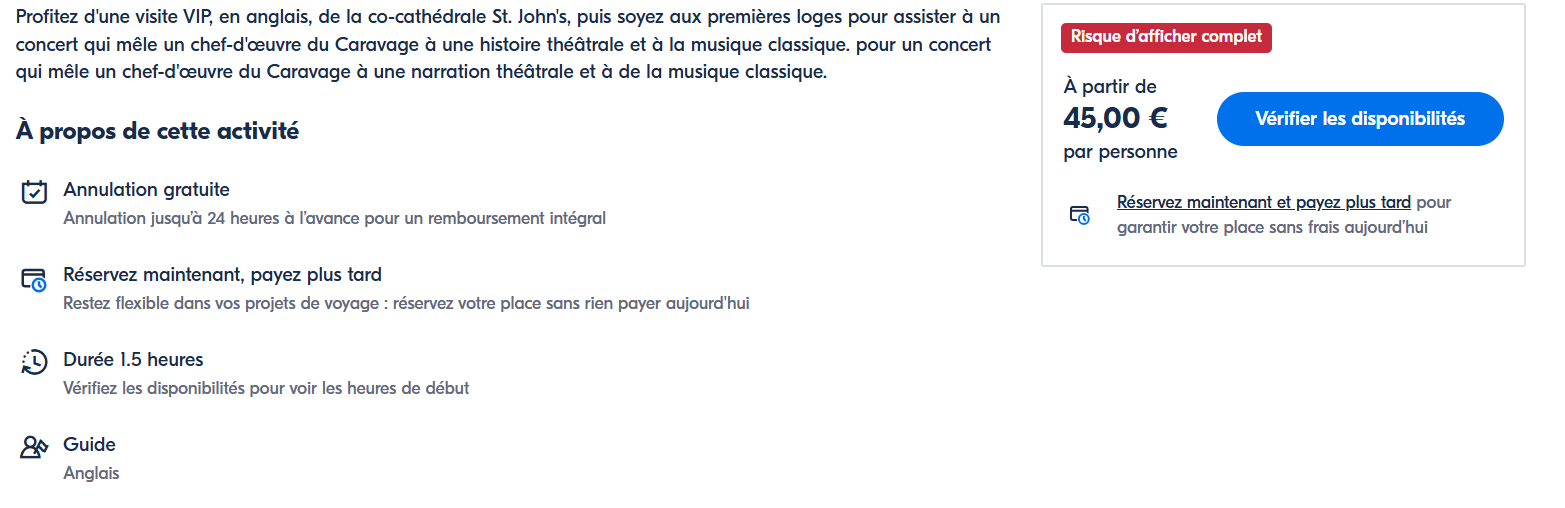 Profitez d'une visite VIP, en anglais, de la co-cathédrale St. John's, puis soyez aux premières loges pour assister à un
concert qui mêle un chef-d'œuvre du Caravage à une histoire théâtrale et à la musique classique. pour un concert
qui mêle un chef-d'œuvre du Caravage à une narration théâtrale et à de la musique classique.
À propos de cette activité
Annulation gratuite
Annulation jusqu'à 24 heures à l'avance pour un remboursement intégral
Réservez maintenant, payez plus tard
Restez flexible dans vos projets de voyage : réservez votre place sans rien payer aujourd'hui
Durée 1.5 heures
Vérifiez les disponibilités pour voir les heures de début
Guide
Anglais
Risque d'afficher complet
À partir de
45,00 €
par personne
Vérifier les disponibilités
Réservez maintenant et payez plus tard pour
garantir votre place sans frais aujourd'hui